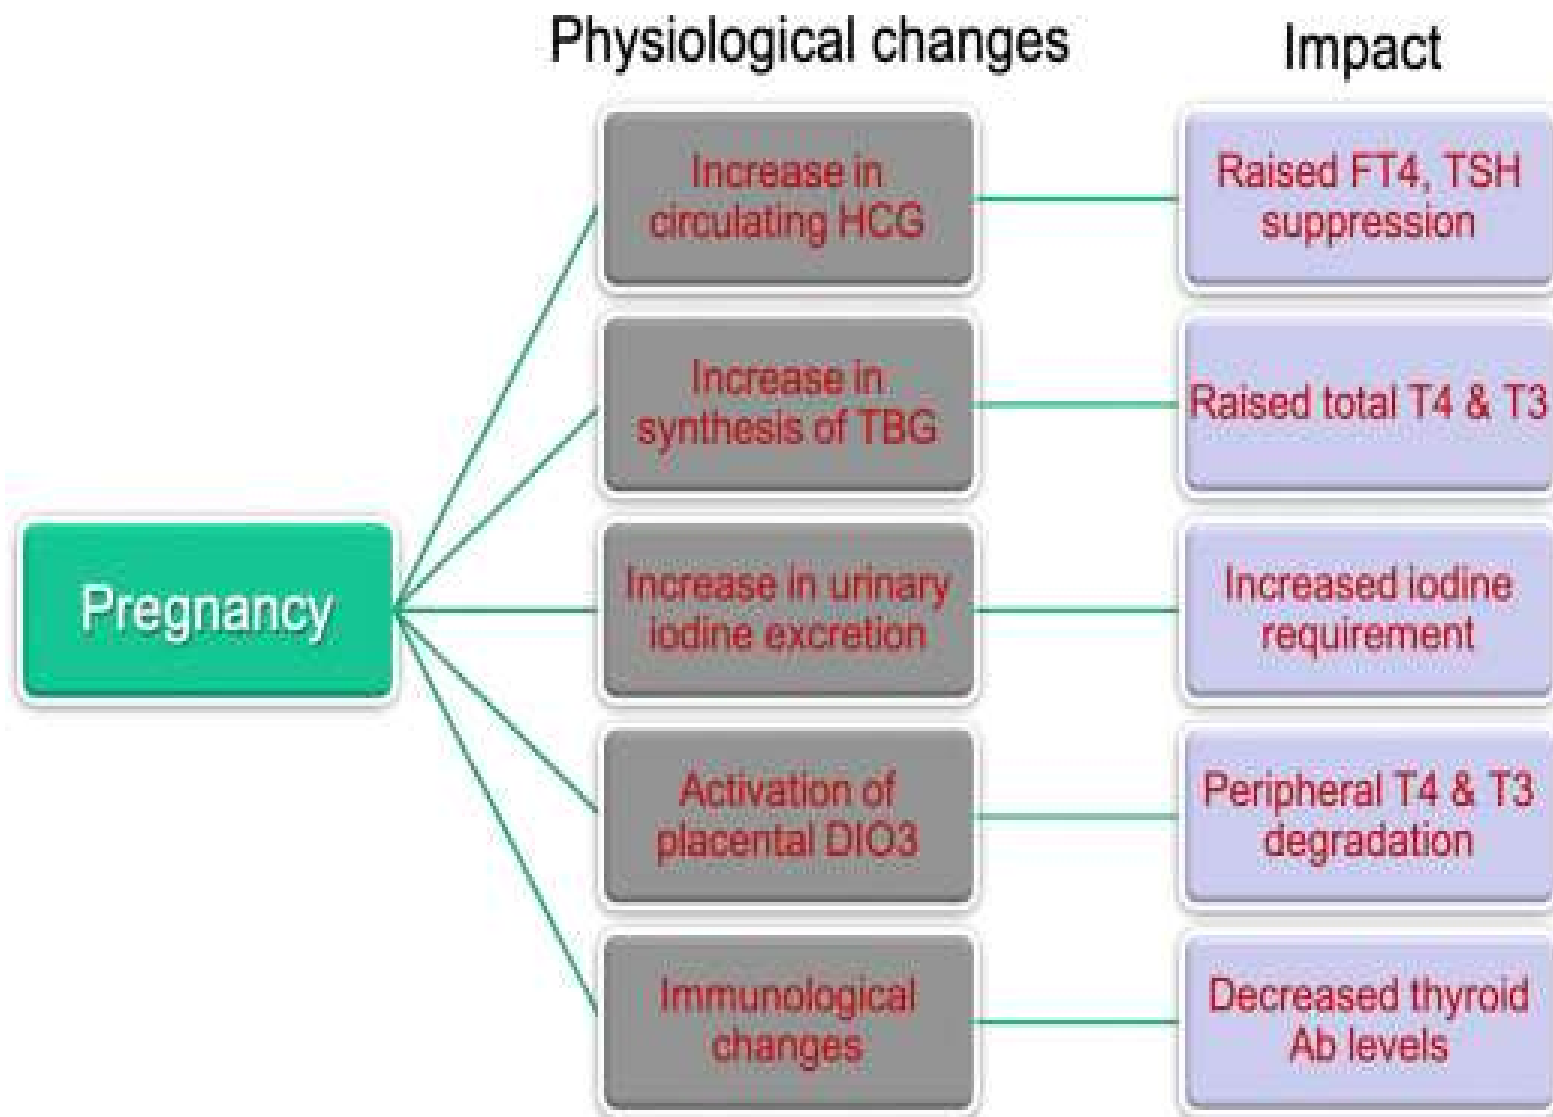 Physiological changes
Impact
Increase in
circulating HCG
Raised FT4, TSH
suppression
Increase in
synthesis of TBG
Raised total T4 & T3
Pregnancy
Increase in urinary
iodine excretion
Increased iodine
requirement
Activation of
placental DIO3
Peripheral T4 & T3
degradation
Immunological
changes
Decreased thyroid
Ab levels